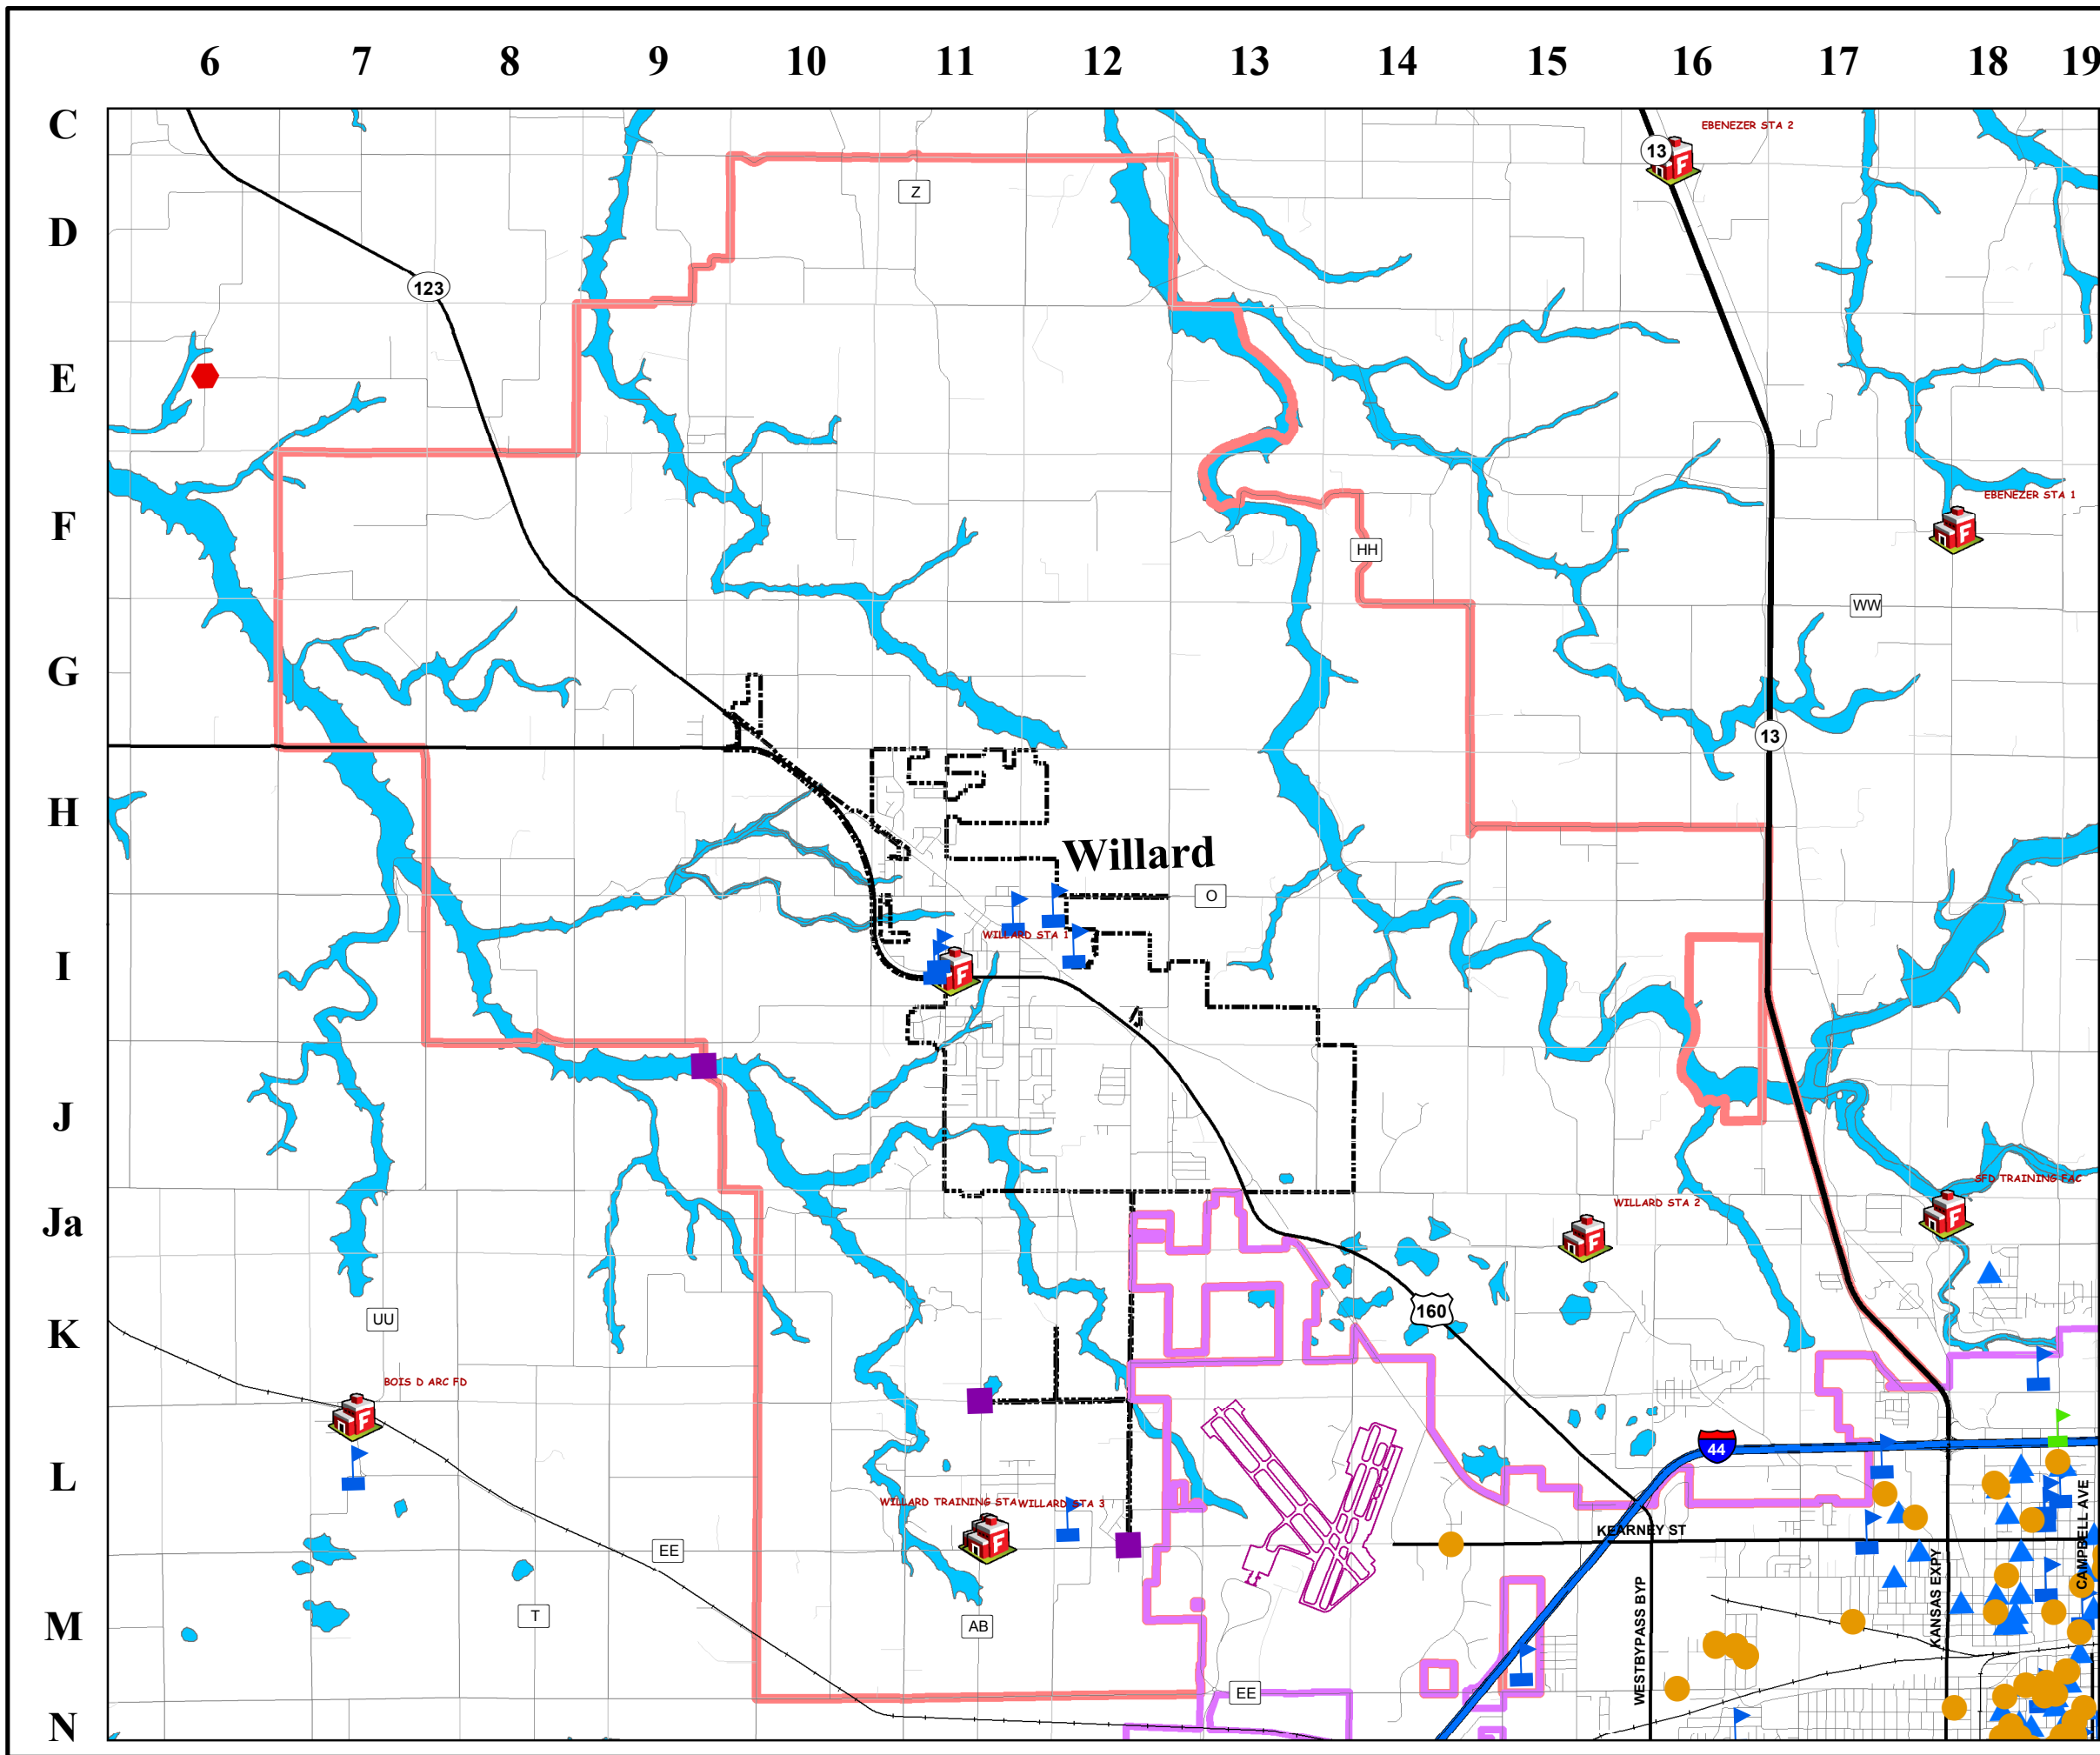 6 7 8 9 10 11 12 13 14 15 16 17 18 19
C
EBENEZER STA 2
13
Z
D
123
E
EBENEZER STA 1
F
HH
WW
G
13
H
Willard
O
WILLARD STA 1
I
J
SFD TRAINING FAC
WILLARD STA 2
Ja
160
UU
K
BOIS D ARC FD
44
L
WILLARD TRAINING STA WILLARD STA 3
CAMPBELL AVE
KEARNEY ST
EE
WESTBYPASS BYP
KANSAS EXPY
T
AB
M
EE
N